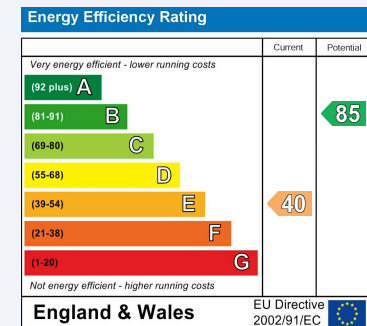 Energy Efficiency Rating
Current Potential
Very energy efficient - lower running costs
(92 plus) A
(81-91) B 85
(69-80) C
(55-68) D
(39-54) E 40
(21-38) F
(1-20) G
Not energy efficient - higher running costs
England & Wales
EU Directive
2002/91/EC